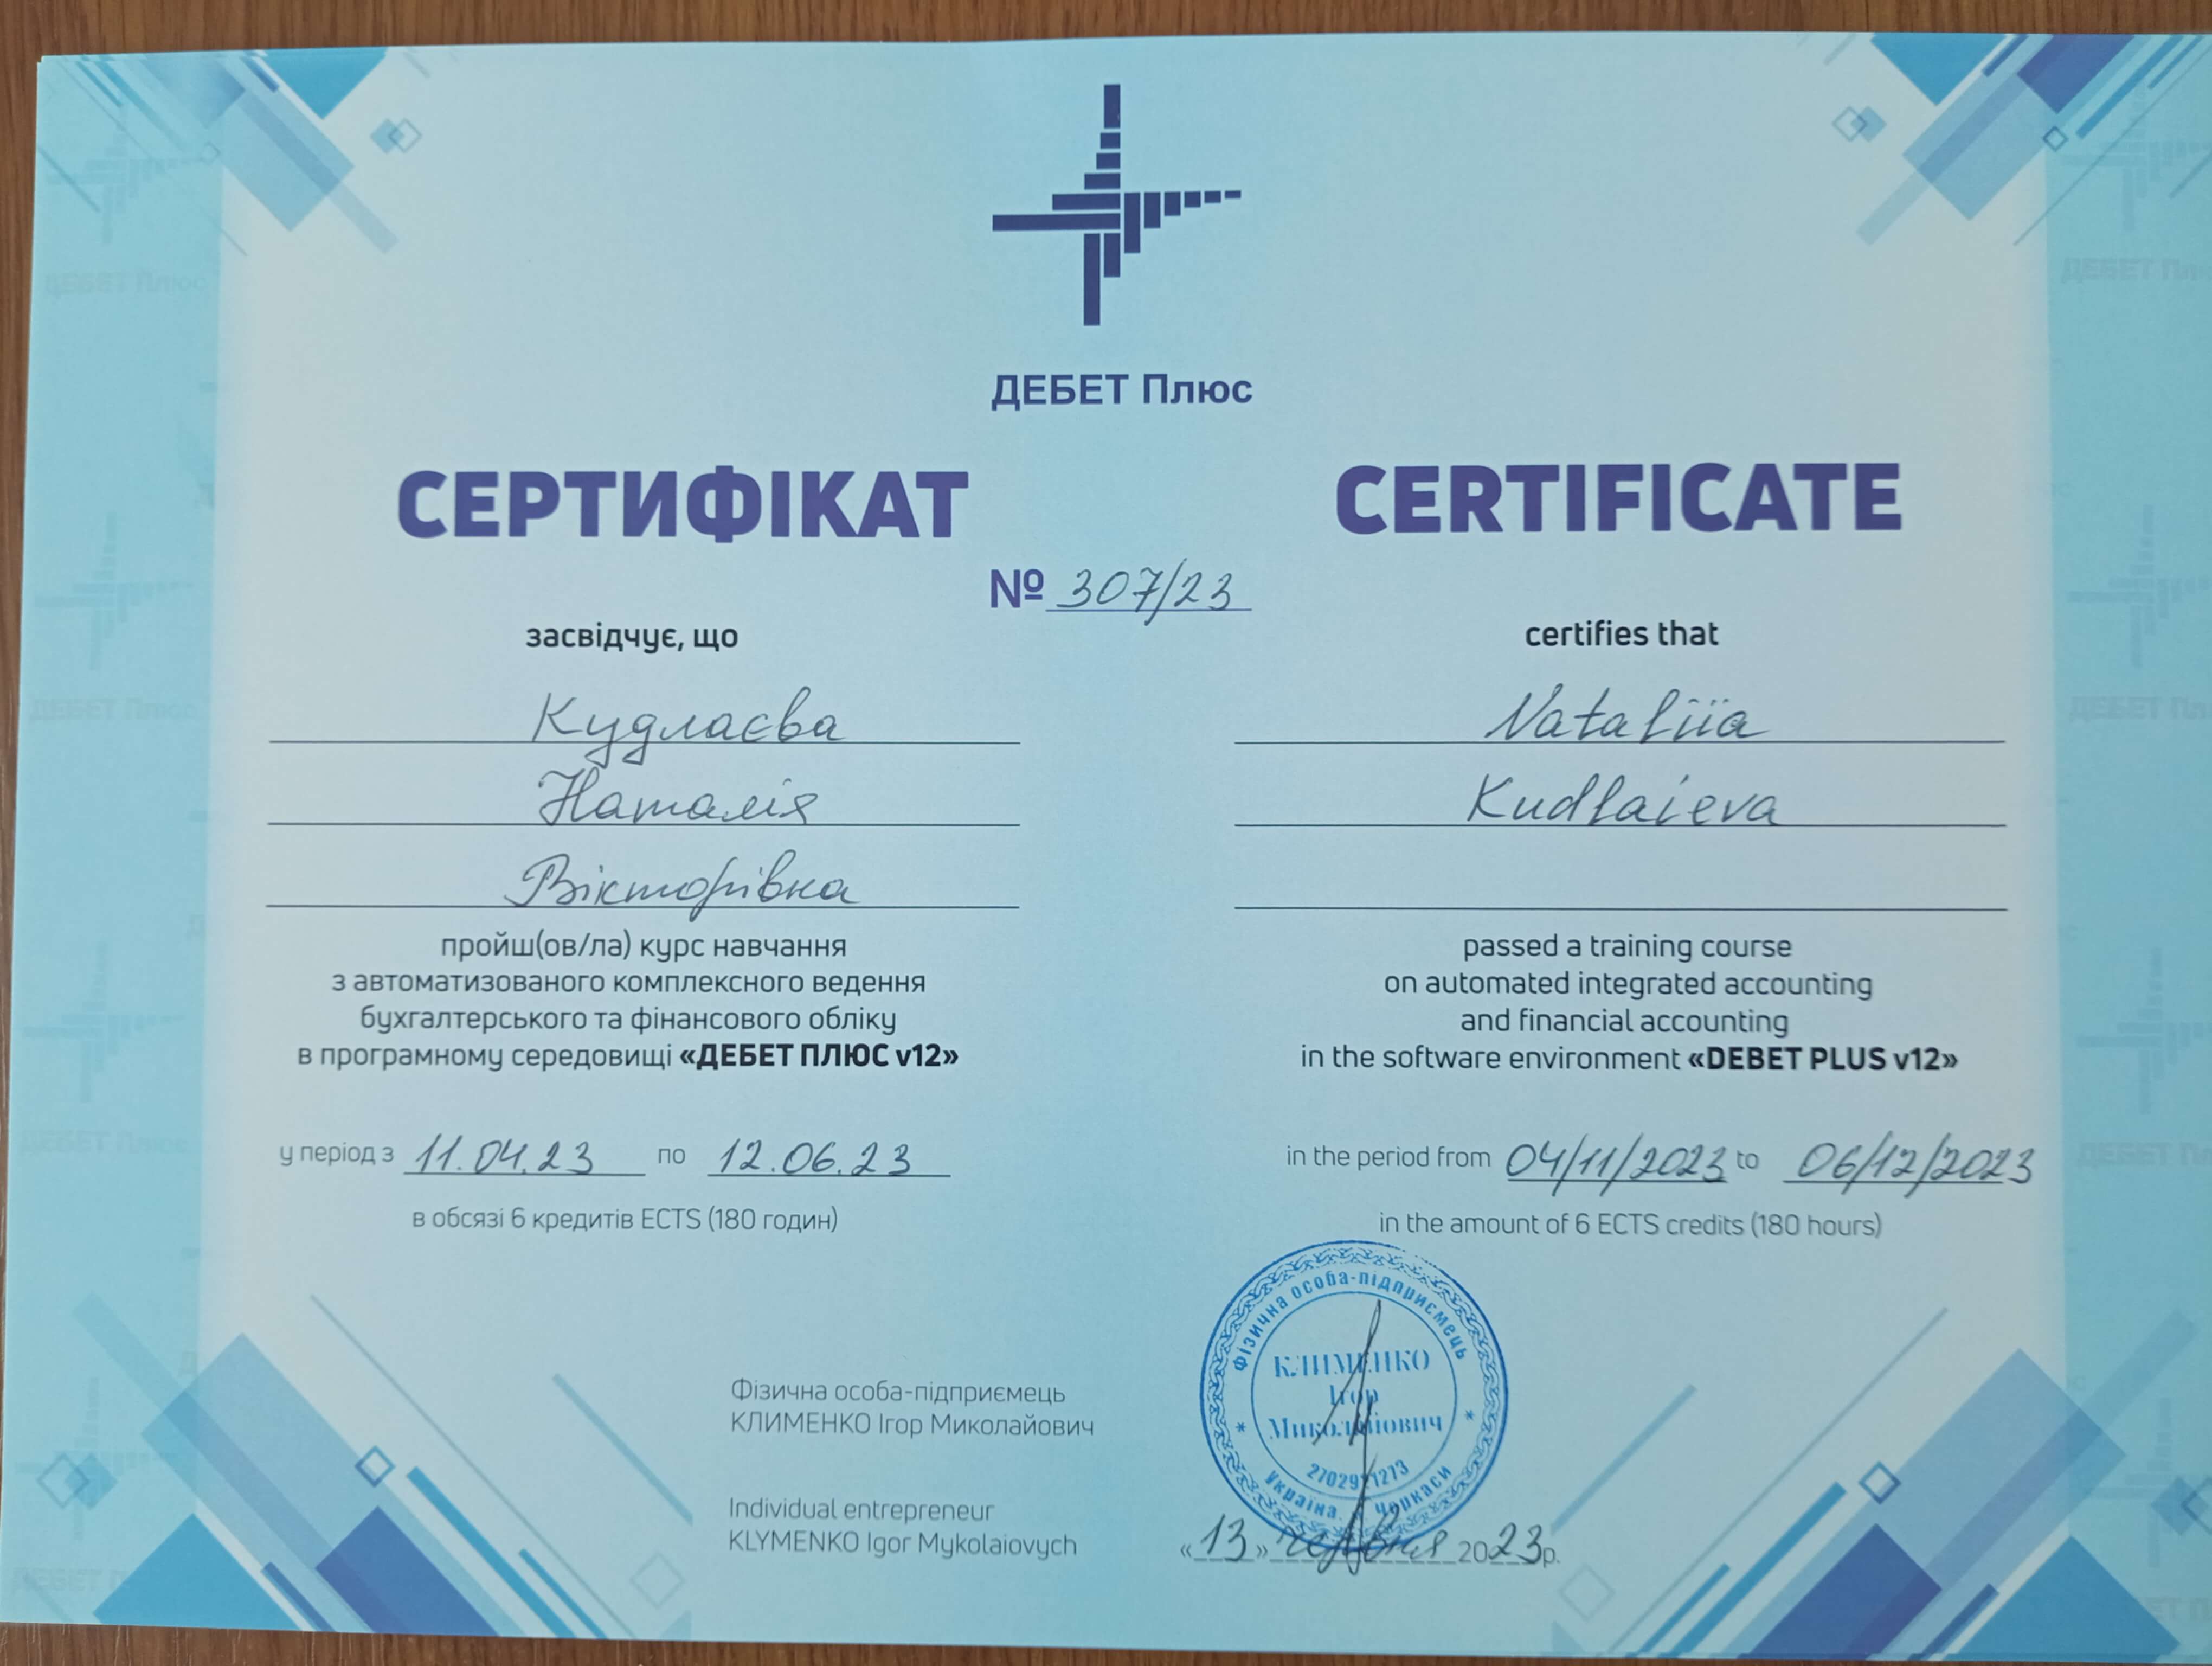 ДЕБЕТ Плюс
СЕРТИФІКАТ
CERTIFICATE
№ 307/23
засвідчує, що
Кудлаєва
Наталія
Вікторівна
пройш(ов/ла) курс навчання
з автоматизованого комплексного ведення
бухгалтерського та фінансового обліку
в програмному середовищі «ДЕБЕТ ПЛЮС v12»
у період з 11.04.23 по 12.06.23
в обсязі 6 кредитів ECTS (180 годин)
certifies that
Nataliia
Kudlaieva
passed a training course
on automated integrated accounting
and financial accounting
in the software environment «DEBET PLUS v12»
in the period from 04/11/2023 to 06/12/2023
in the amount of 6 ECTS credits (180 hours)
Фізична особа-підприємець
КЛИМЕНКО Ігор Миколайович
Individual entrepreneur
KLYMENKO Igor Mykolaiovych
Фізична особа-підприємець
КЛИМЕНКО
Ігор
Миколайович
Україна. Черкаси
«13» червня 2023р.